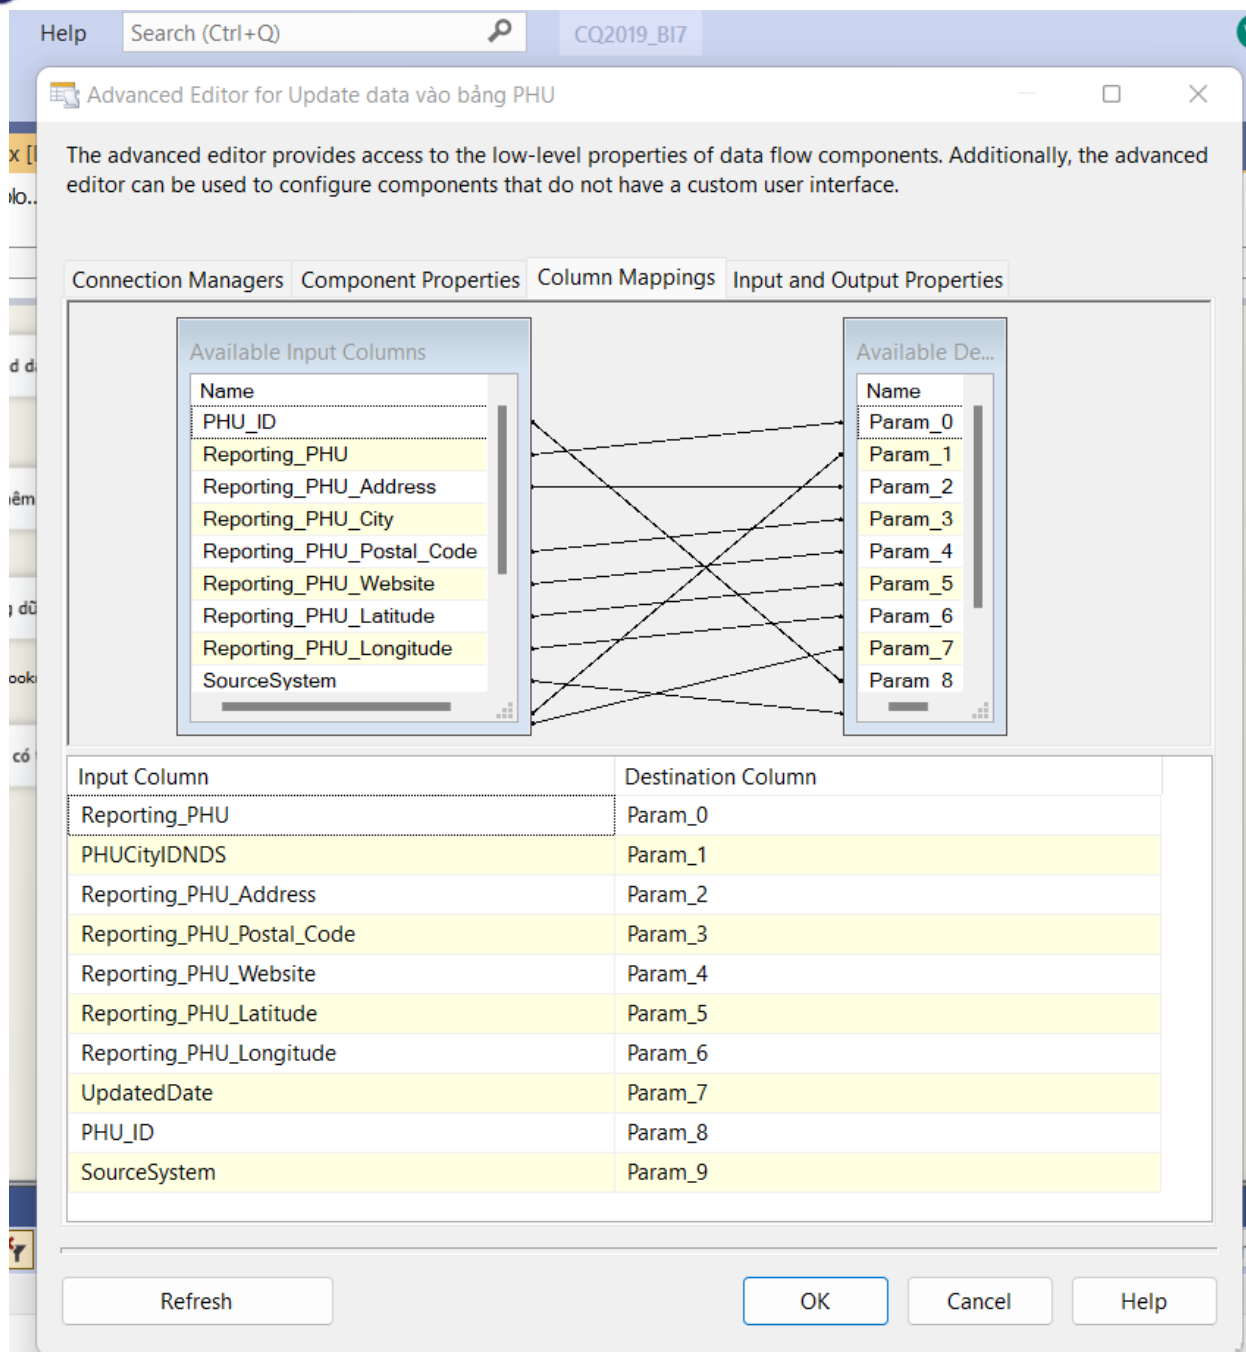 Help
Search (Ctrl+Q)
CQ2019_BI7
Advanced Editor for Update data vào bảng PHU
The advanced editor provides access to the low-level properties of data flow components. Additionally, the advanced
editor can be used to configure components that do not have a custom user interface.
Connection Managers
Component Properties
Column Mappings
Input and Output Properties
Available Input Columns
Name
PHU_ID
Reporting_PHU
Reporting_PHU_Address
Reporting_PHU_City
Reporting_PHU_Postal_Code
Reporting_PHU_Website
Reporting_PHU_Latitude
Reporting_PHU_Longitude
SourceSystem
Available De...
Name
Param_0
Param_1
Param_2
Param_3
Param_4
Param_5
Param_6
Param_7
Param_8
Input Column Destination Column
Reporting_PHU Param_0
PHUCityIDNDS Param_1
Reporting_PHU_Address Param_2
Reporting_PHU_Postal_Code Param_3
Reporting_PHU_Website Param_4
Reporting_PHU_Latitude Param_5
Reporting_PHU_Longitude Param_6
UpdatedDate Param_7
PHU_ID Param_8
SourceSystem Param_9
Refresh
OK
Cancel
Help
có